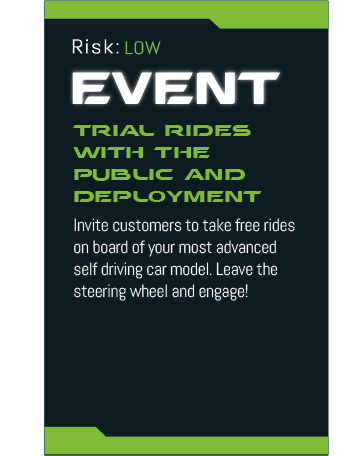 Risk: LOW
EVENT
TRIAL RIDES
WITH THE
PUBLIC AND
DEPLOYMENT
Invite customers to take free rides
on board of your most advanced
self driving car model. Leave the
steering wheel and engage!